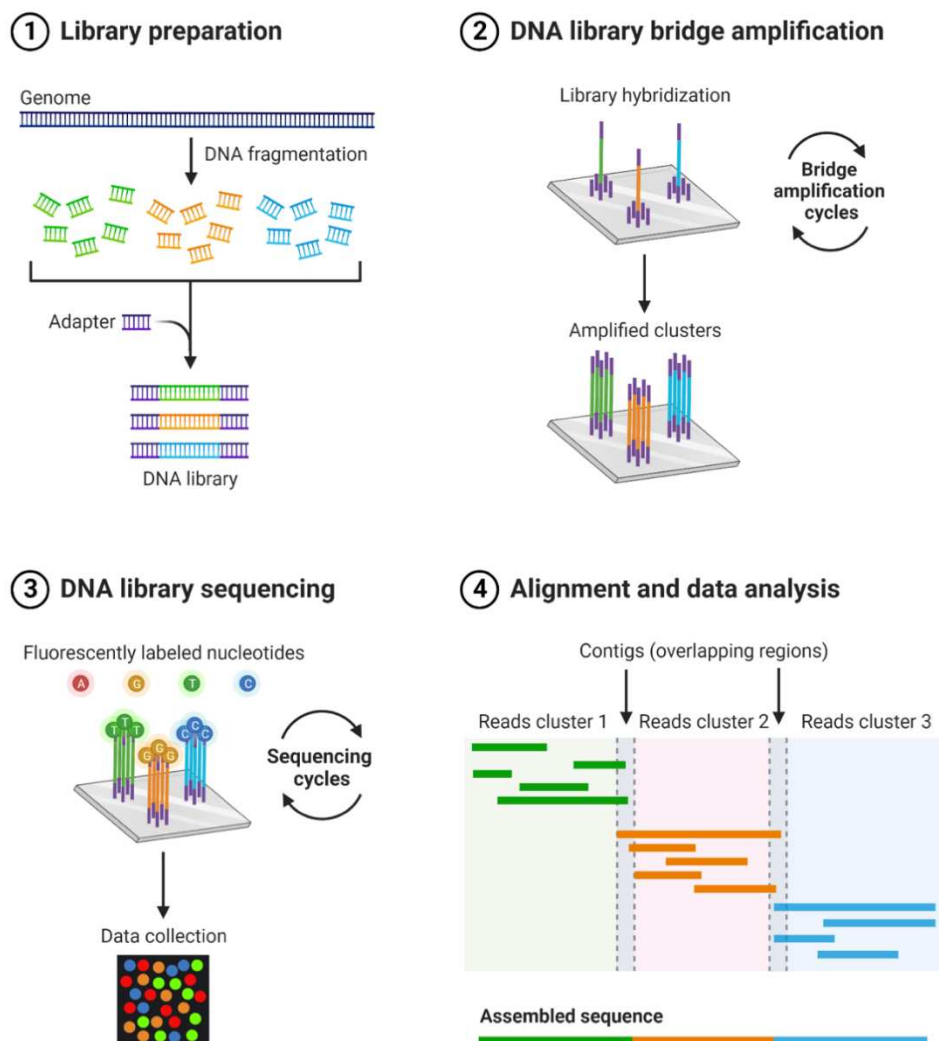 1 Library preparation
Genome
DNA fragmentation
Adapter
DNA library
2 DNA library bridge amplification
Library hybridization
Bridge
amplification
cycles
Amplified clusters
3 DNA library sequencing
Fluorescently labeled nucleotides
A G T C
T T T
G G G
C C C
Sequencing
cycles
Data collection
4 Alignment and data analysis
Contigs (overlapping regions)
Reads cluster 1 Reads cluster 2 Reads cluster 3
Assembled sequence